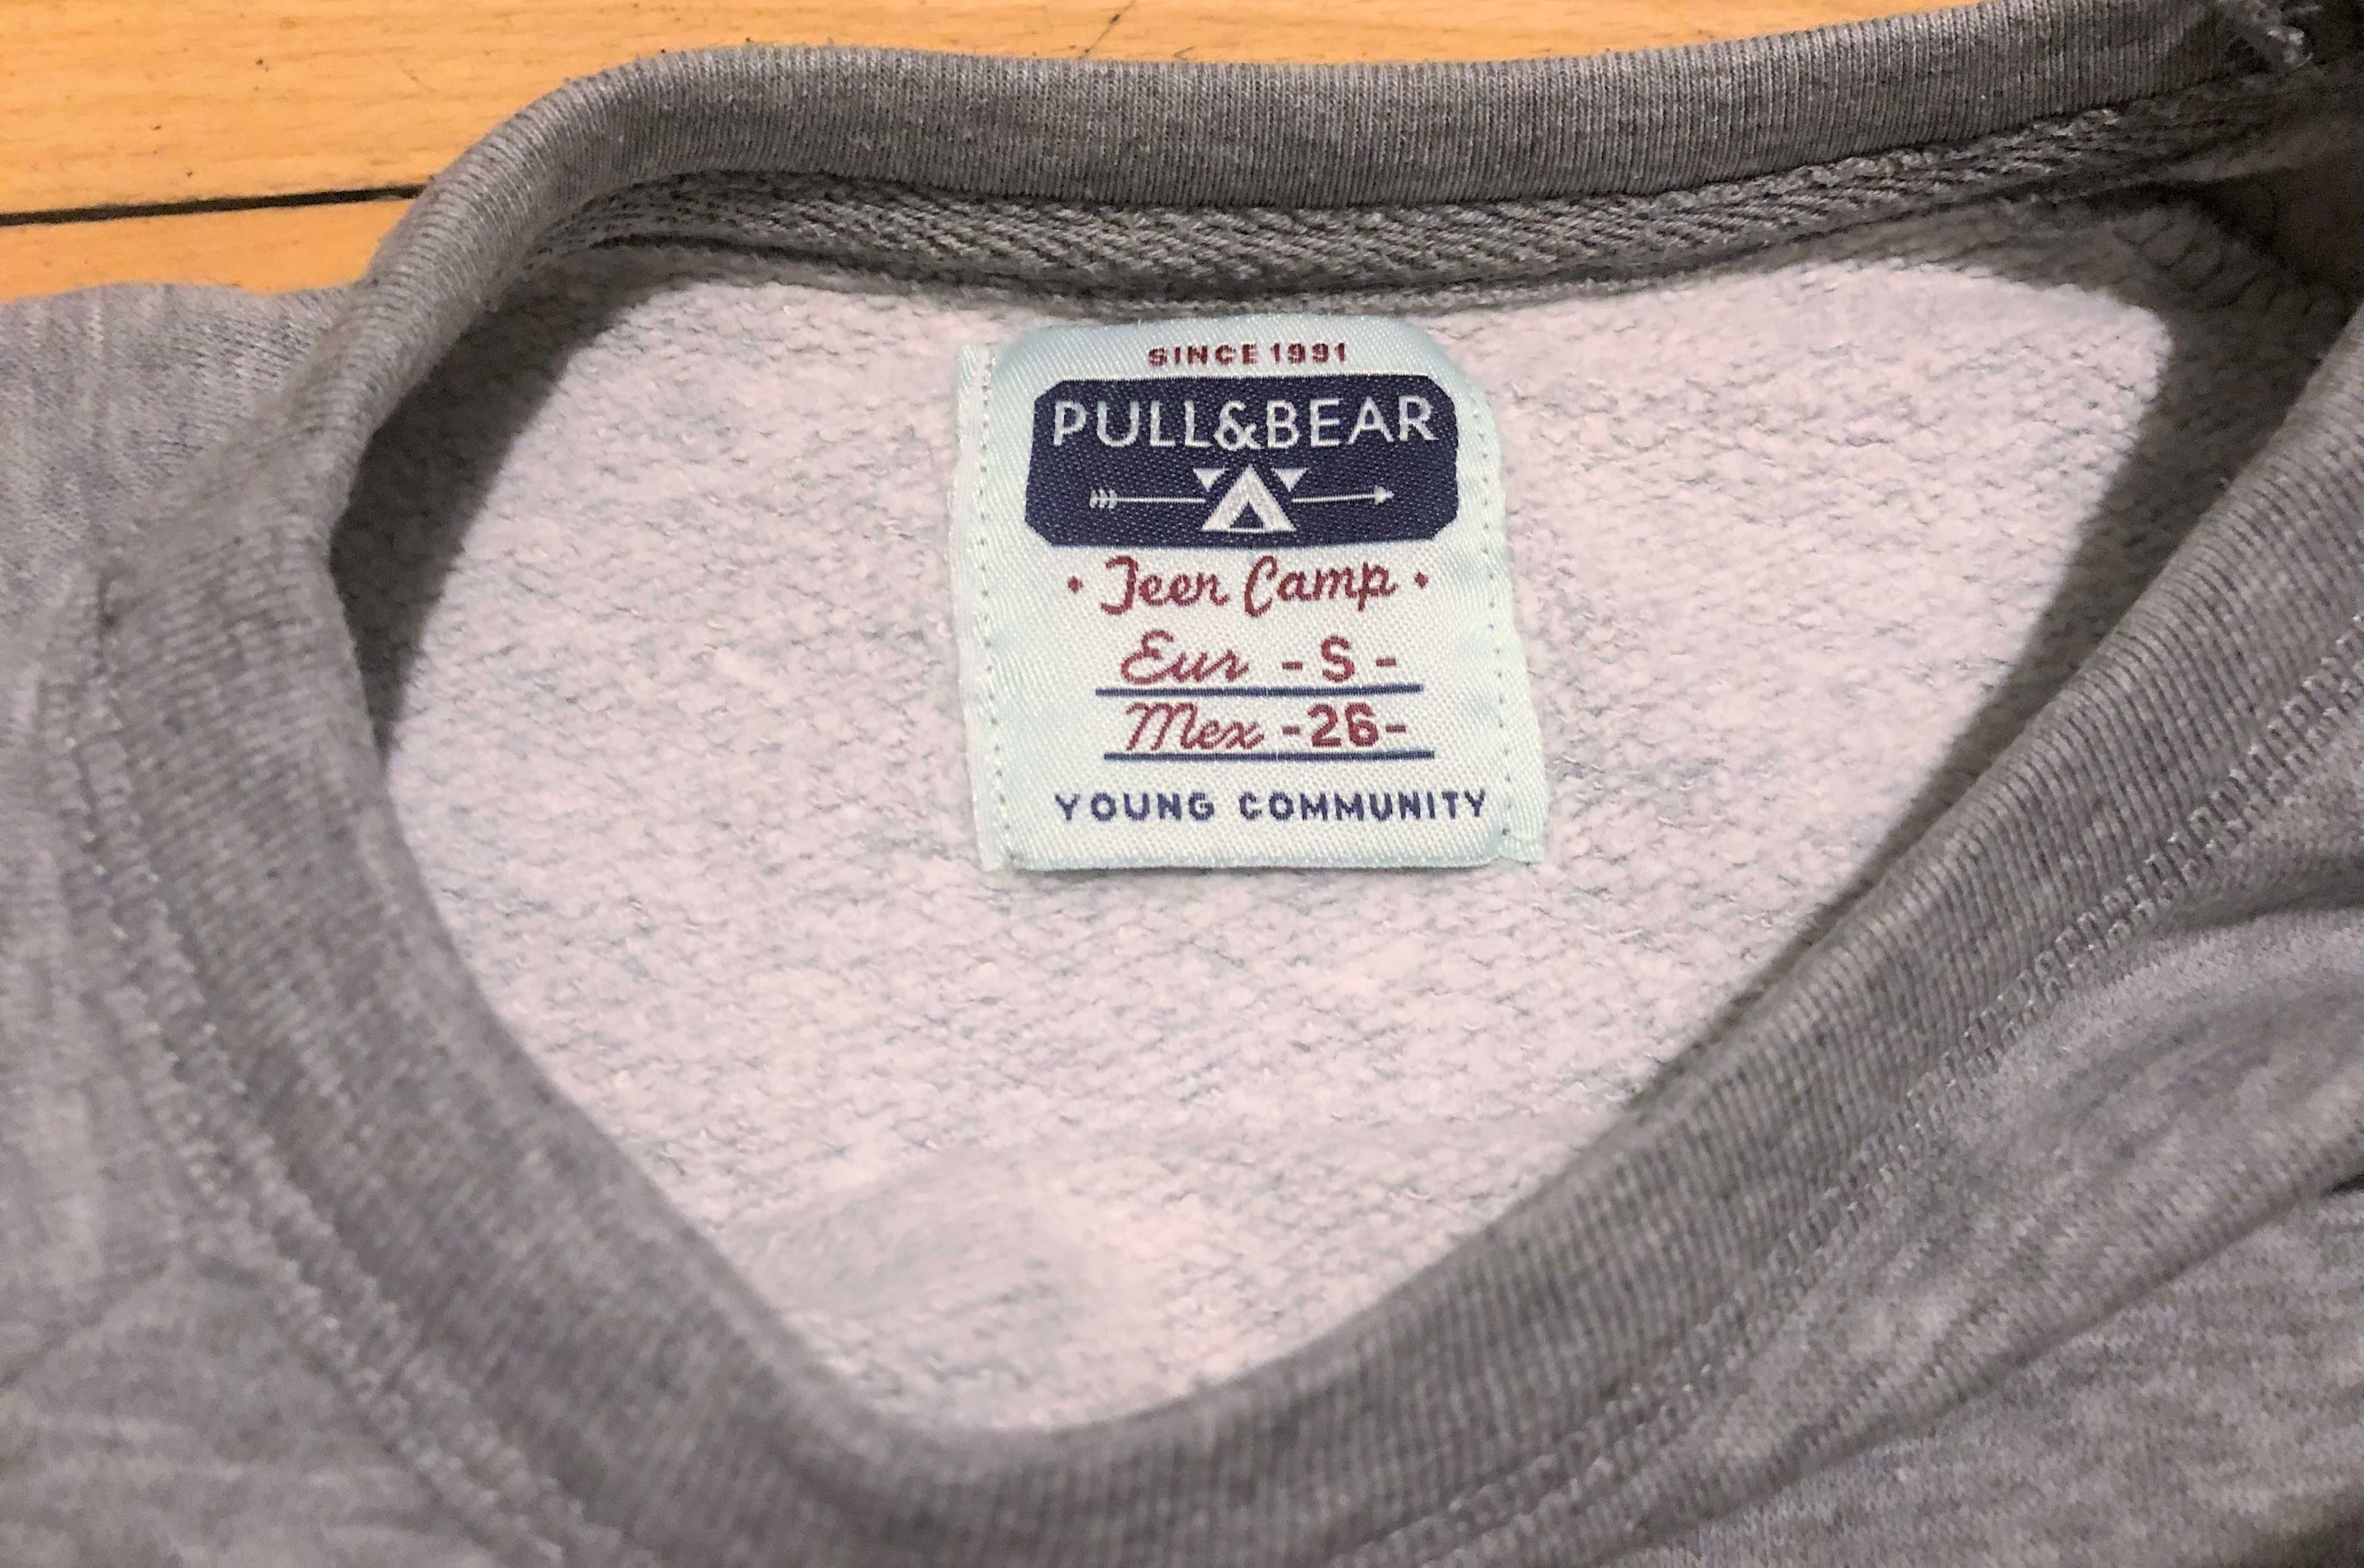 SINCE 1991
PULL&BEAR
• Teen Camp •
Eur - S -
Mex -26-
YOUNG COMMUNITY